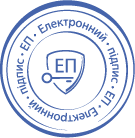 Електронний підпис • ЕП • Електронний підпис • ЕП •
ЕП